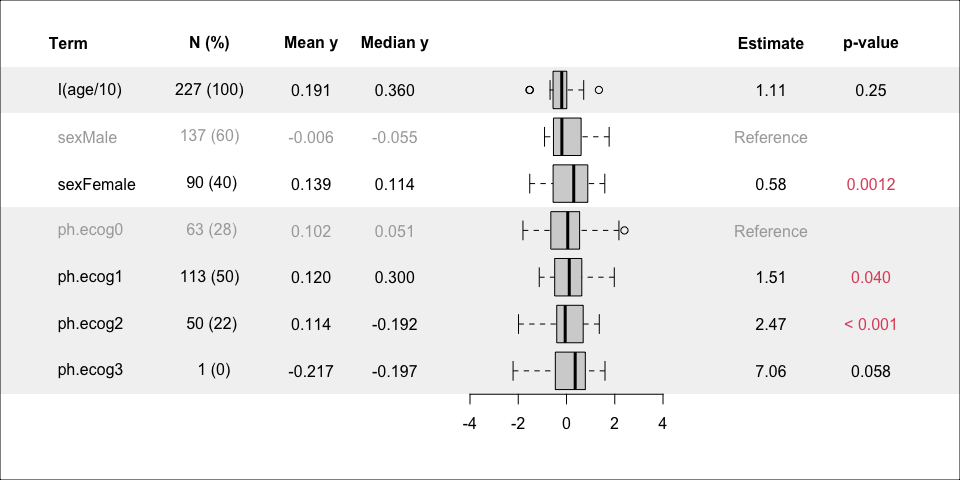 Term N (%) Mean y Median y Estimate p-value
I(age/10) 227 (100) 0.191 0.360 1.11 0.25
sexMale 137 (60) -0.006 -0.055 Reference
sexFemale 90 (40) 0.139 0.114 0.58 0.0012
ph.ecog0 63 (28) 0.102 0.051 Reference
ph.ecog1 113 (50) 0.120 0.300 1.51 0.040
ph.ecog2 50 (22) 0.114 -0.192 2.47 < 0.001
ph.ecog3 1 (0) -0.217 -0.197 7.06 0.058
-4 -2 0 2 4